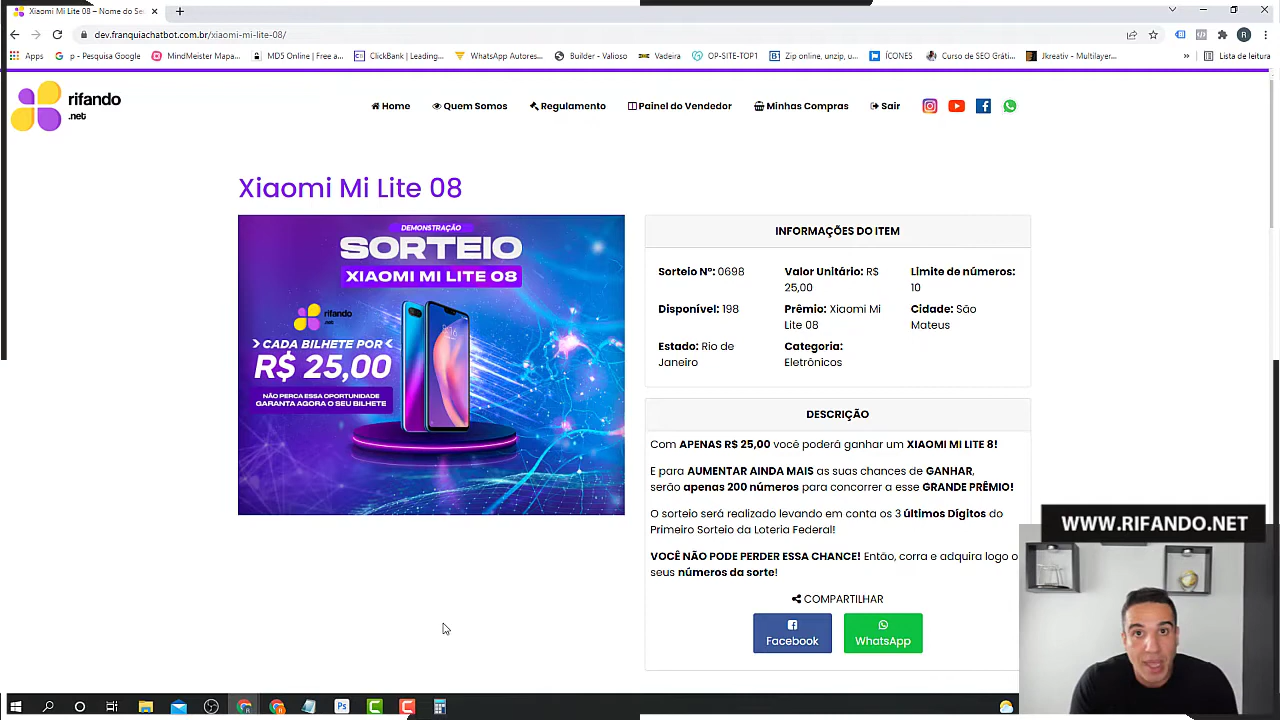 Xiaomi Mi Lite 08 – Nome do Se
dev.franquiachatbot.com.br/xiaomi-mi-lite-08/
R
Apps
p - Pesquisa Google
MindMeister Mapa...
MD5 Online | Free a...
ClickBank | Leading...
WhatsApp Autores...
Builder - Valioso
Vadeira
OP-SITE-TOP1
Zip online, unzip, u...
ÍCONES
Curso de SEO Gráti...
Jkreativ - Multilayer...
»
Lista de leitura
rifando
.net
Home
Quem Somos
Regulamento
Painel do Vendedor
Minhas Compras
Sair
Xiaomi Mi Lite 08
DEMONSTRAÇÃO
SORTEIO
XIAOMI MI LITE 08
rifando
.net
CADA BILHETE POR
R$ 25,00
NÃO PERCA ESSA OPORTUNIDADE
GARANTA AGORA O SEU BILHETE
INFORMAÇÕES DO ITEM
Sorteio Nº: 0698
Valor Unitário: R$
25,00
Limite de números:
10
Disponível: 198
Prêmio: Xiaomi Mi
Lite 08
Cidade: São
Mateus
Estado: Rio de
Janeiro
Categoria:
Eletrônicos
DESCRIÇÃO
Com APENAS R$ 25,00 você poderá ganhar um XIAOMI MI LITE 8!
E para AUMENTAR AINDA MAIS as suas chances de GANHAR,
serão apenas 200 números para concorrer a esse GRANDE PRÊMIO!
O sorteio será realizado levando em conta os 3 últimos Dígitos do
Primeiro Sorteio da Loteria Federal!
VOCÊ NÃO PODE PERDER ESSA CHANCE! Então, corra e adquira logo o
seus números da sorte!
COMPARTILHAR
Facebook
WhatsApp
WWW.RIFANDO.NET